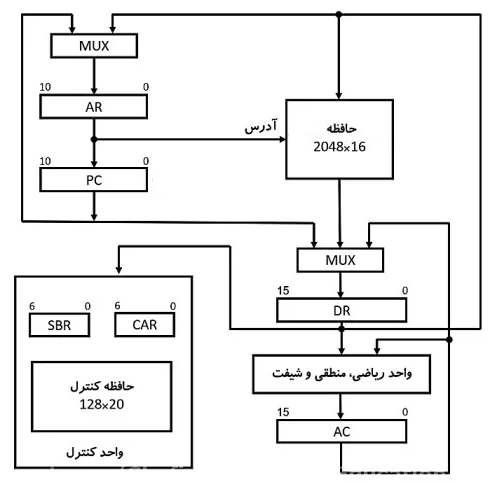 MUX
10 0
AR
آدرس
حافظه
2048×16
10 0
PC
MUX
15 0
DR
6 0 6 0
SBR CAR
واحد ریاضی، منطقی و شیفت
حافظه کنترل
128×20
15 0
AC
واحد کنترل